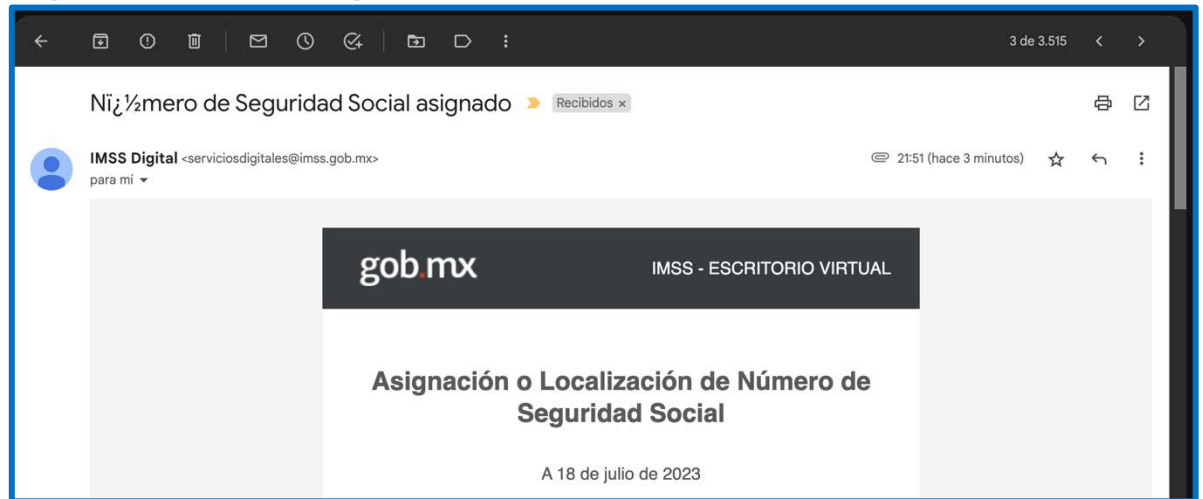 3 de 3.515
Nï¿½mero de Seguridad Social asignado Recibidos x
IMSS Digital <serviciosdigitales@imss.gob.mx> 21:51 (hace 3 minutos)
para mí
gob.mx IMSS - ESCRITORIO VIRTUAL
Asignación o Localización de Número de
Seguridad Social
A 18 de julio de 2023